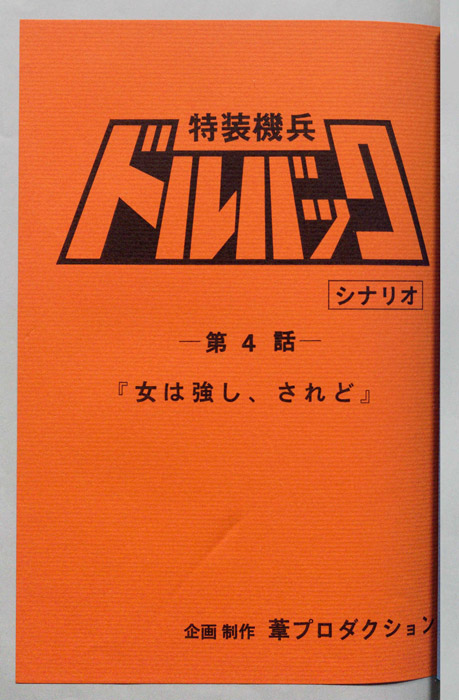 特装機兵
ドルバック
シナリオ
―第4話―
『女は強し、されど』
企画 制作 葦プロダクション